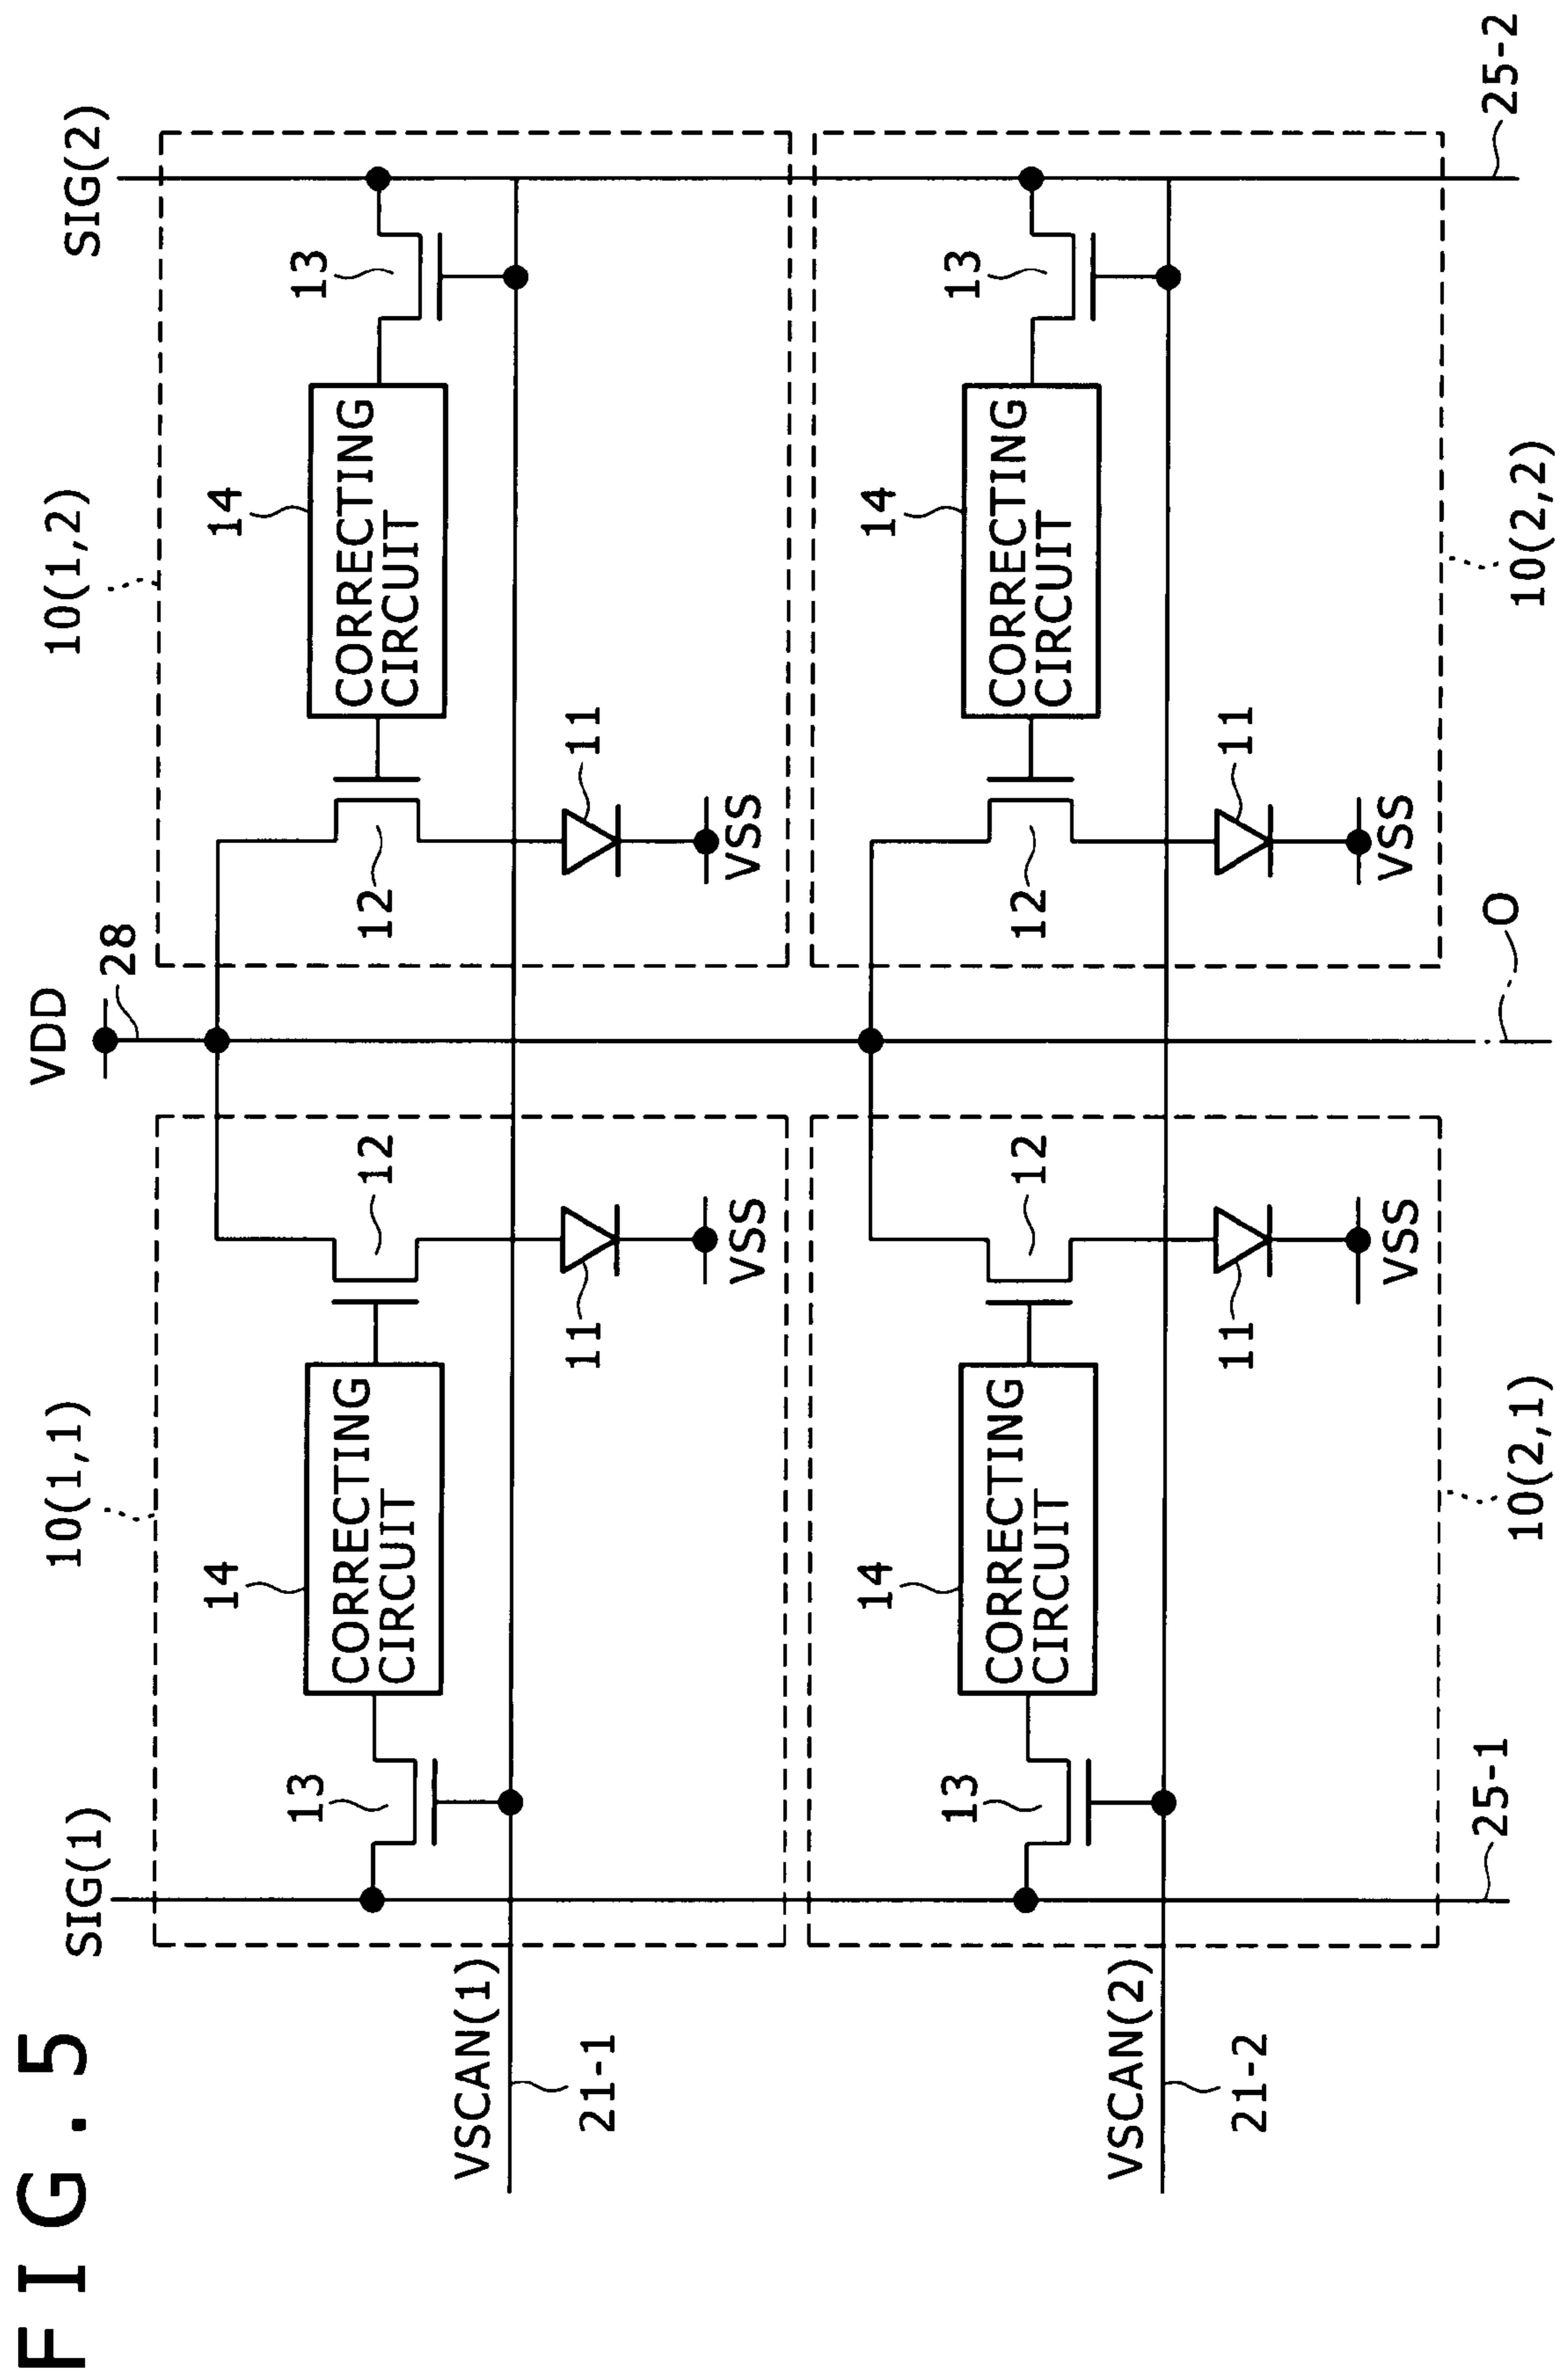 FIG. 5
SIG(1)
10(1,1)
VDD
28
10(1,2)
SIG(2)
14
12
12
14
13
13
CORRECTING
CIRCUIT
CORRECTING
CIRCUIT
VSCAN(1)
21-1
11
11
VSS
VSS
14
12
12
14
13
13
CORRECTING
CIRCUIT
CORRECTING
CIRCUIT
VSCAN(2)
21-2
11
11
VSS
VSS
25-1
10(2,1)
O
10(2,2)
25-2